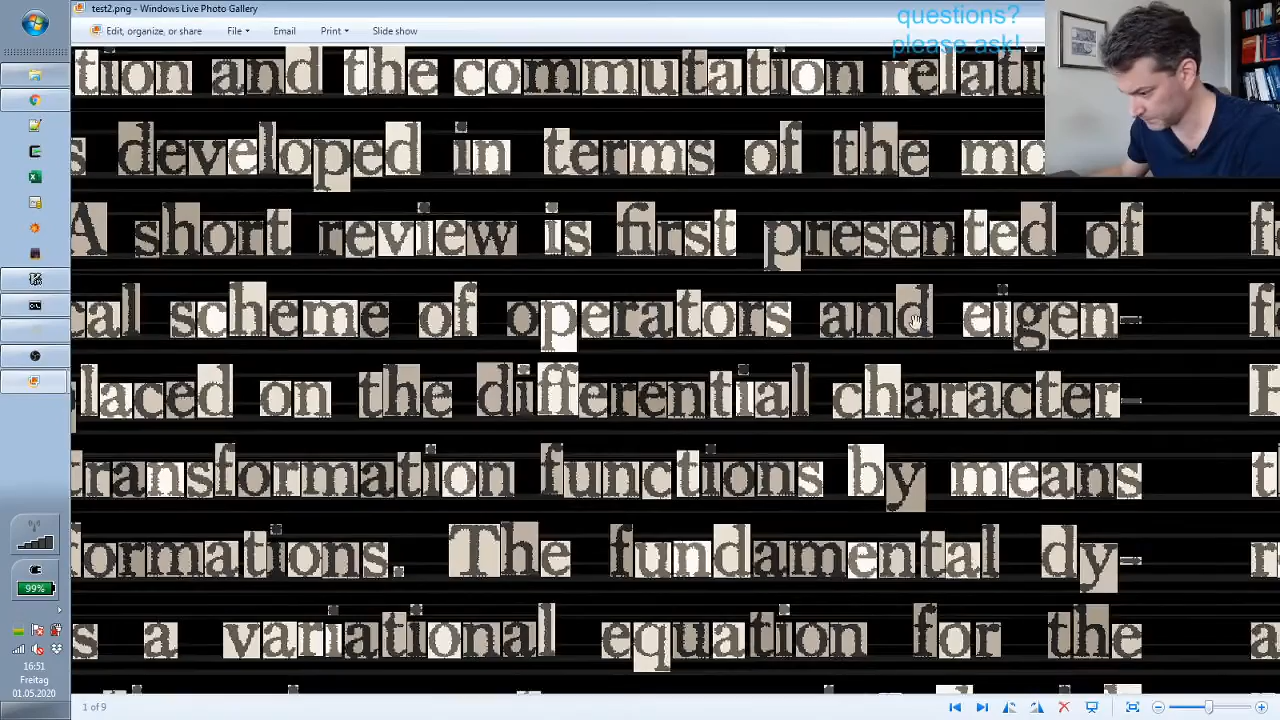 test2.png - Windows Live Photo Gallery
questions?
please ask!
Edit, organize, or share File Email Print Slide show
tion and the commutation relati
s developed in terms of the mo
A short review is first presented of
cal scheme of operators and eigen-
laced on the differential character-
transformation functions by means
formations. The fundamental dy-
s a variational equation for the
99%
16:51
Freitag
01.05.2020
1 of 9